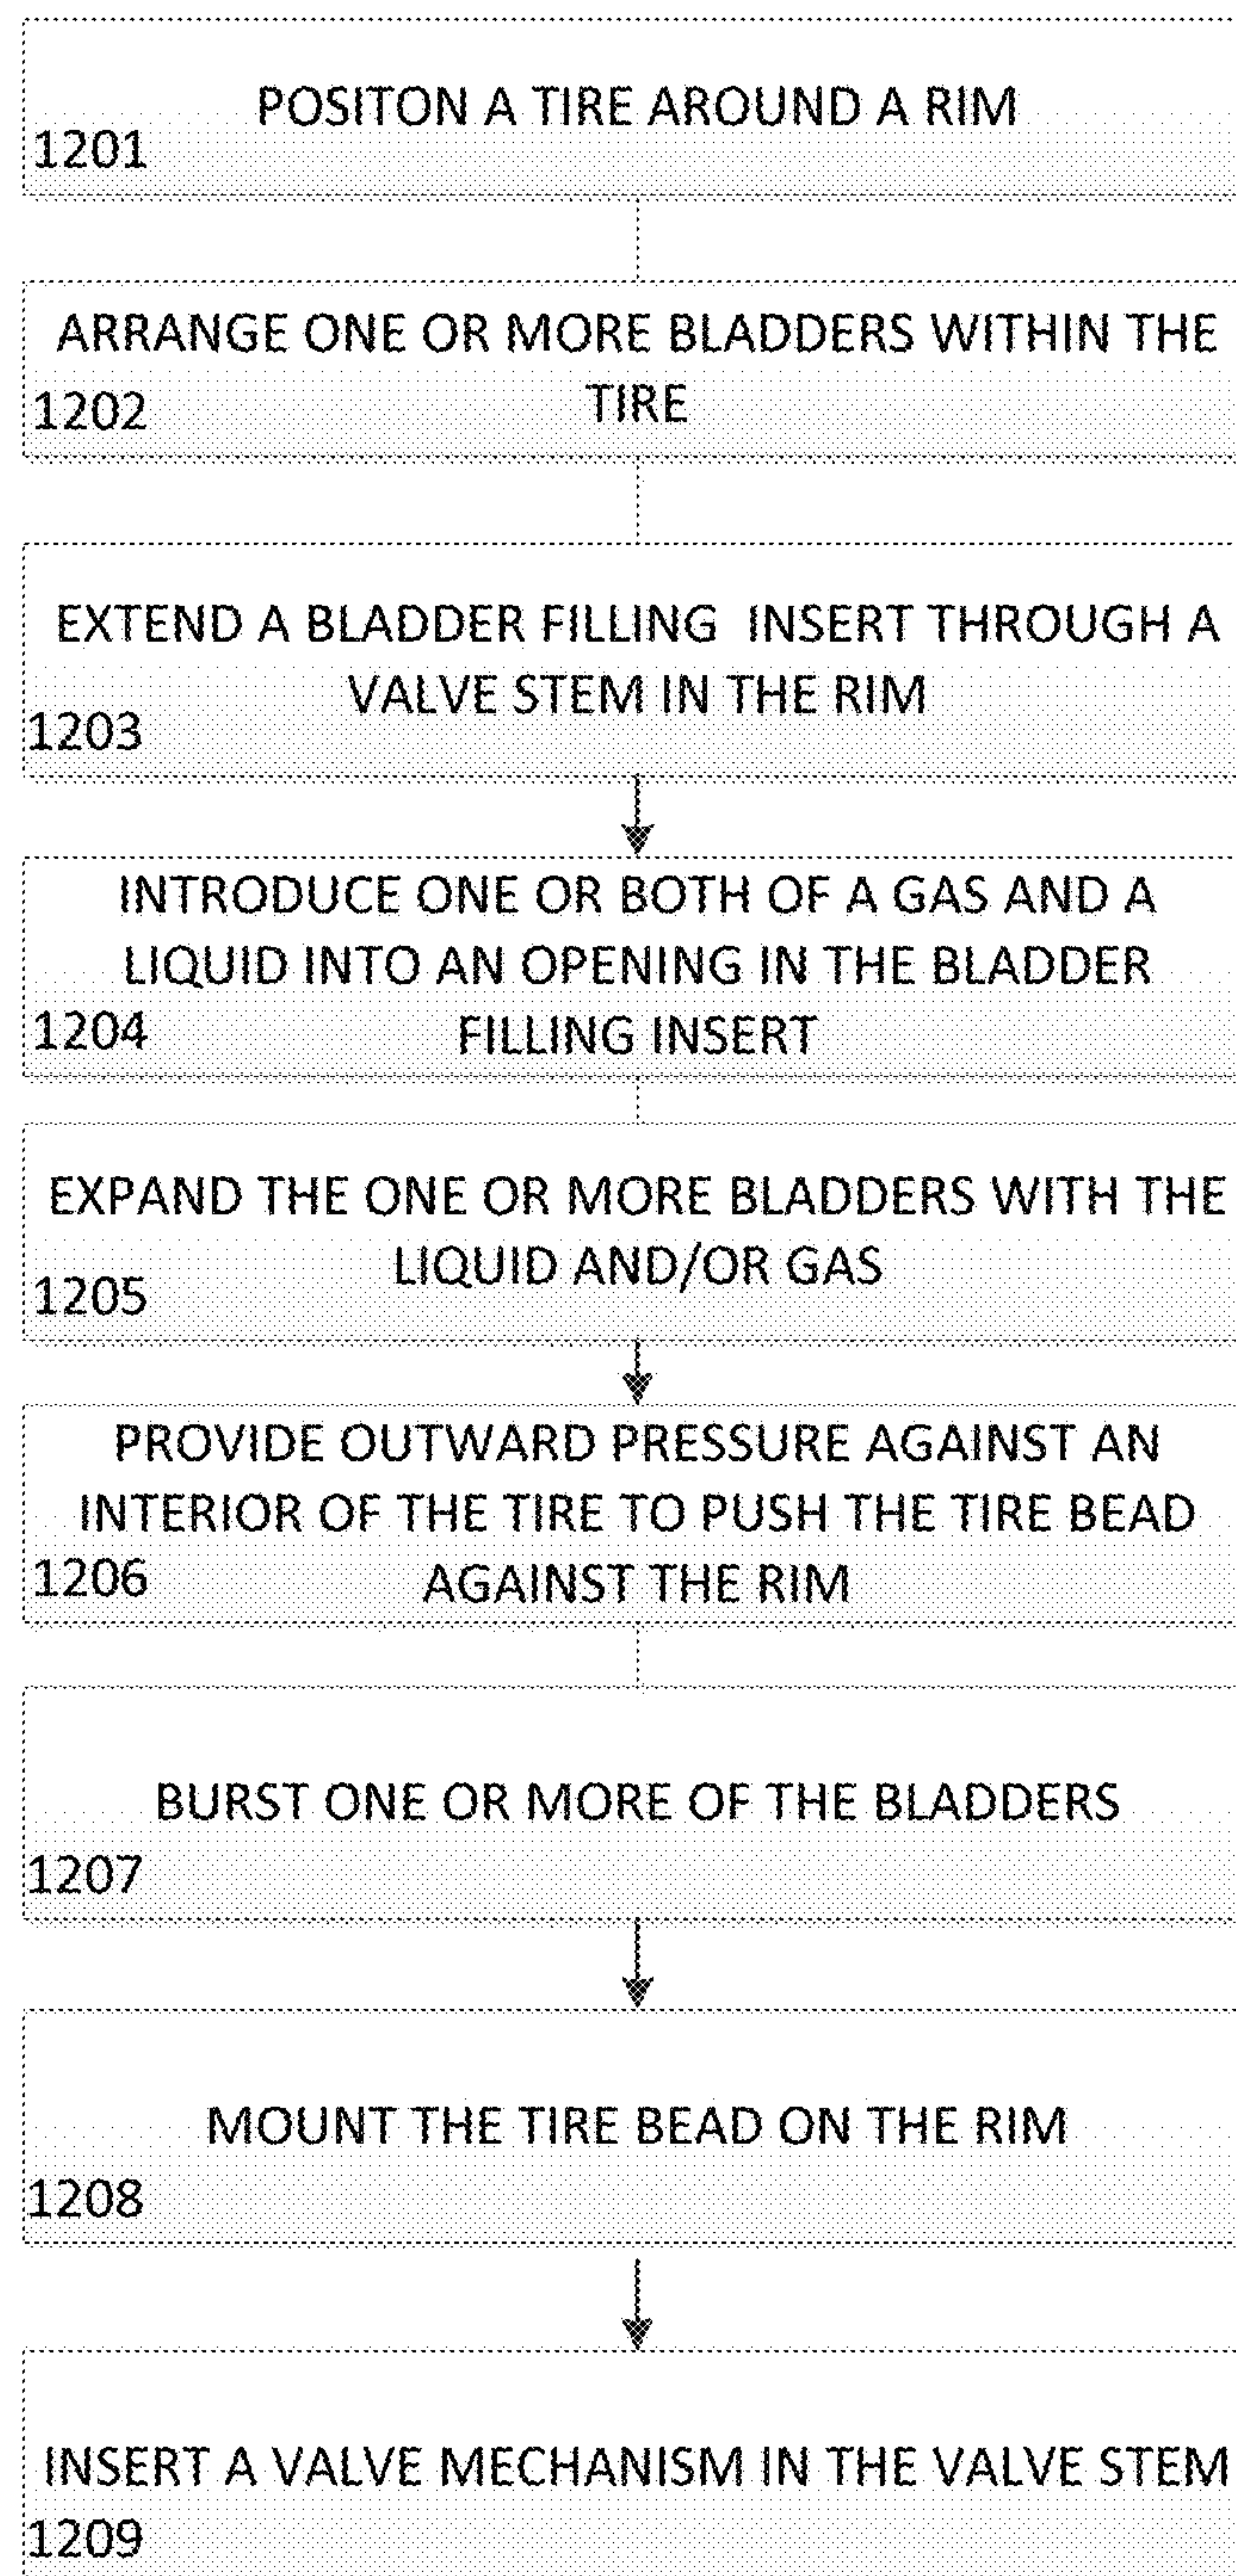 POSITON A TIRE AROUND A RIM
1201
ARRANGE ONE OR MORE BLADDERS WITHIN THE
TIRE
1202
EXTEND A BLADDER FILLING INSERT THROUGH A
VALVE STEM IN THE RIM
1203
INTRODUCE ONE OR BOTH OF A GAS AND A
LIQUID INTO AN OPENING IN THE BLADDER
FILLING INSERT
1204
EXPAND THE ONE OR MORE BLADDERS WITH THE
LIQUID AND/OR GAS
1205
PROVIDE OUTWARD PRESSURE AGAINST AN
INTERIOR OF THE TIRE TO PUSH THE TIRE BEAD
AGAINST THE RIM
1206
BURST ONE OR MORE OF THE BLADDERS
1207
MOUNT THE TIRE BEAD ON THE RIM
1208
INSERT A VALVE MECHANISM IN THE VALVE STEM
1209